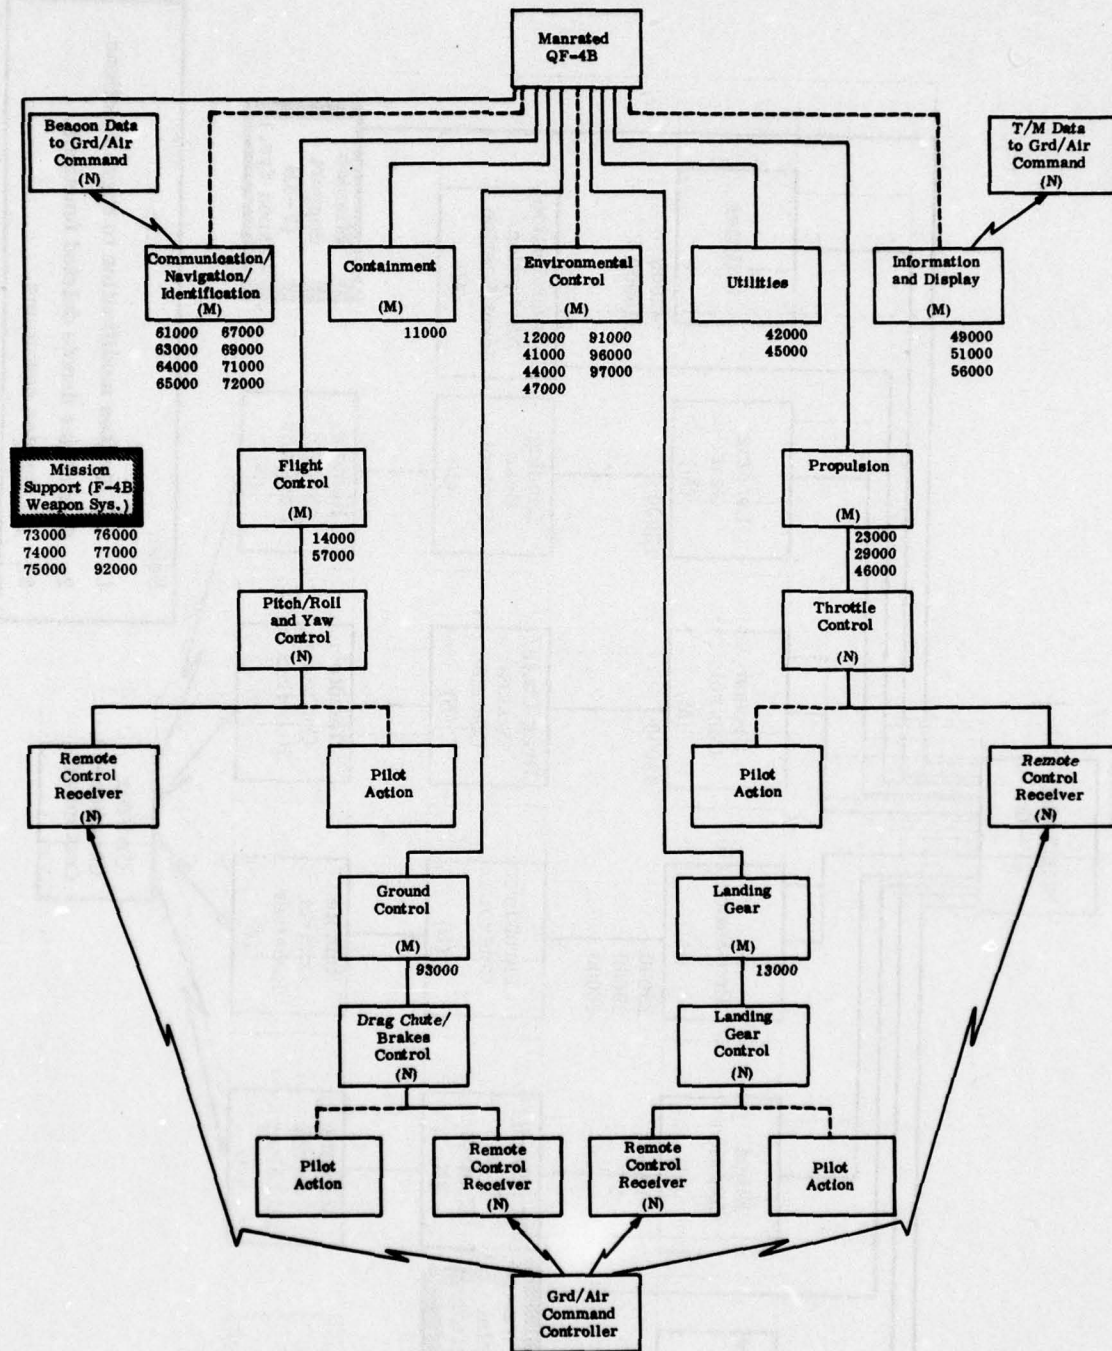 Manrated
QF-4B
Beacon Data
to Grd/Air
Command
(N)
T/M Data
to Grd/Air
Command
(N)
Communication/
Navigation/
Identification
(M)
61000 67000
63000 69000
64000 71000
65000 72000
Containment
(M)
11000
Environmental
Control
(M)
12000 91000
41000 96000
44000 97000
47000
Utilities
42000
45000
Information
and Display
(M)
49000
51000
56000
Mission
Support (F-4B
Weapon Sys.)
73000 76000
74000 77000
75000 92000
Flight
Control
(M)
14000
57000
Propulsion
(M)
23000
29000
46000
Pitch/Roll
and Yaw
Control
(N)
Throttle
Control
(N)
Remote
Control
Receiver
(N)
Pilot
Action
Pilot
Action
Remote
Control
Receiver
(N)
Ground
Control
(M)
93000
Landing
Gear
(M)
13000
Drag Chute/
Brakes
Control
(N)
Landing
Gear
Control
(N)
Pilot
Action
Remote
Control
Receiver
(N)
Remote
Control
Receiver
(N)
Pilot
Action
Grd/Air
Command
Controller